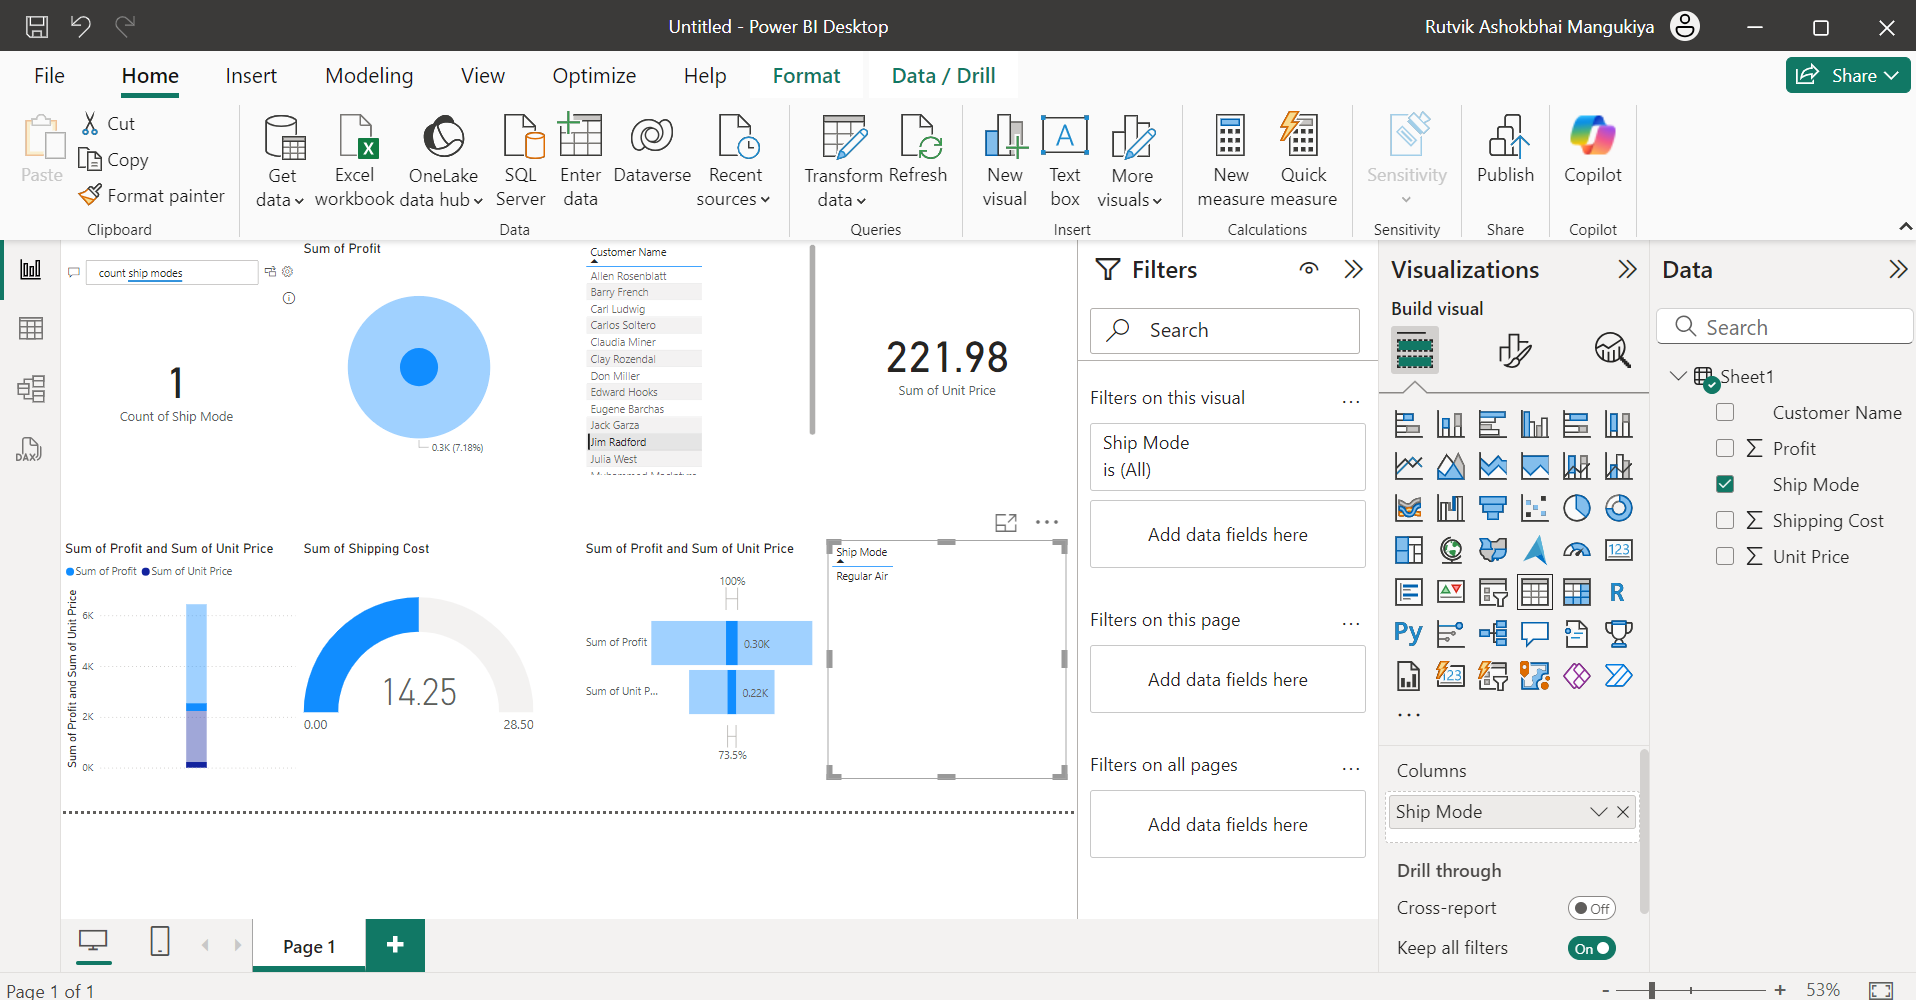 Untitled - Power BI Desktop
Rutvik Ashokbhai Mangukiya
File
Home
Insert
Modeling
View
Optimize
Help
Format
Data / Drill
Share
Paste
Cut
Copy
Format painter
Clipboard
Get
data
Excel
workbook
OneLake
data hub
SQL
Server
Enter
data
Dataverse
Recent
sources
Data
Transform
data
Refresh
Queries
New
visual
A
Text
box
More
visuals
Insert
New
measure
Quick
measure
Calculations
Sensitivity
Sensitivity
Publish
Share
Copilot
Copilot
DAX
count ship modes
1
Count of Ship Mode
Sum of Profit
0.3K (7.18%)
Customer Name
Allen Rosenblatt
Barry French
Carl Ludwig
Carlos Soltero
Claudia Miner
Clay Rozendal
Don Miller
Edward Hooks
Eugene Barchas
Jack Garza
Jim Radford
Julia West
221.98
Sum of Unit Price
Sum of Profit and Sum of Unit Price
Sum of Profit
Sum of Unit Price
Sum of Profit and Sum of Unit Price
6K
4K
2K
0K
Sum of Shipping Cost
14.25
0.00
28.50
Sum of Profit and Sum of Unit Price
100%
Sum of Profit
0.30K
Sum of Unit P...
0.22K
73.5%
Ship Mode
Regular Air
Filters
Search
Filters on this visual
Ship Mode
is (All)
Add data fields here
Filters on this page
Add data fields here
Filters on all pages
Add data fields here
Visualizations
Build visual
123
R
Py
123
Columns
Ship Mode
Drill through
Cross-report
Off
Keep all filters
On
Data
Search
Sheet1
Customer Name
Profit
Ship Mode
Shipping Cost
Unit Price
Page 1
Page 1 of 1
53%